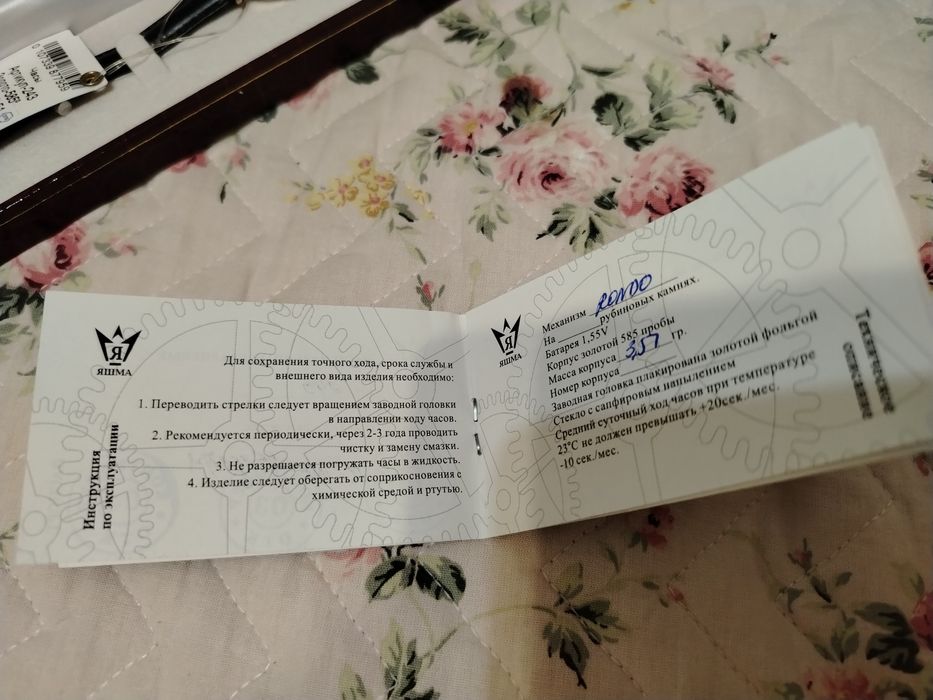 Часы
Артикул-243
Я
ЯШМА
Инструкция
по эксплуатации
Для сохранения точного хода, срока службы и
внешнего вида изделия необходимо:
1. Переводить стрелки следует вращением заводной головки
в направлении ходу часов.
2. Рекомендуется периодически, через 2-3 года проводить
чистку и замену смазки.
3. Не разрешается погружать часы в жидкость.
4. Изделие следует оберегать от соприкосновения с
химической средой и ртутью.
Я
ЯШМА
Техническое
описание
Механизм RONDO
На рубиновых камнях.
Батарея 1,55V
Корпус золотой 585 пробы
Масса корпуса 3,57 гр.
Номер корпуса
Заводная головка плакирована золотой фольгой
Стекло с сапфировым напылением
Средний суточный ход часов при температуре
23°С не должен превышать +20сек./мес.
-10 сек./мес.